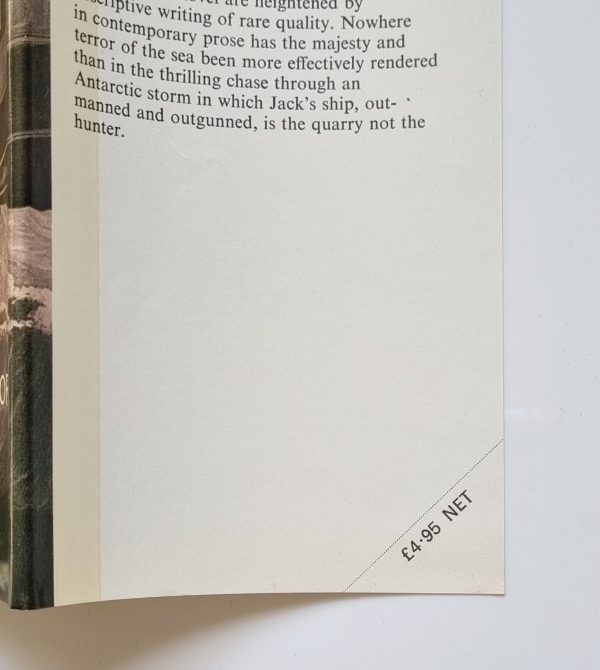 are heightened by
descriptive writing of rare quality. Nowhere
in contemporary prose has the majesty and
terror of the sea been more effectively rendered
than in the thrilling chase through an
Antarctic storm in which Jack's ship, out-
manned and outgunned, is the quarry not the
hunter.
£4·95 NET